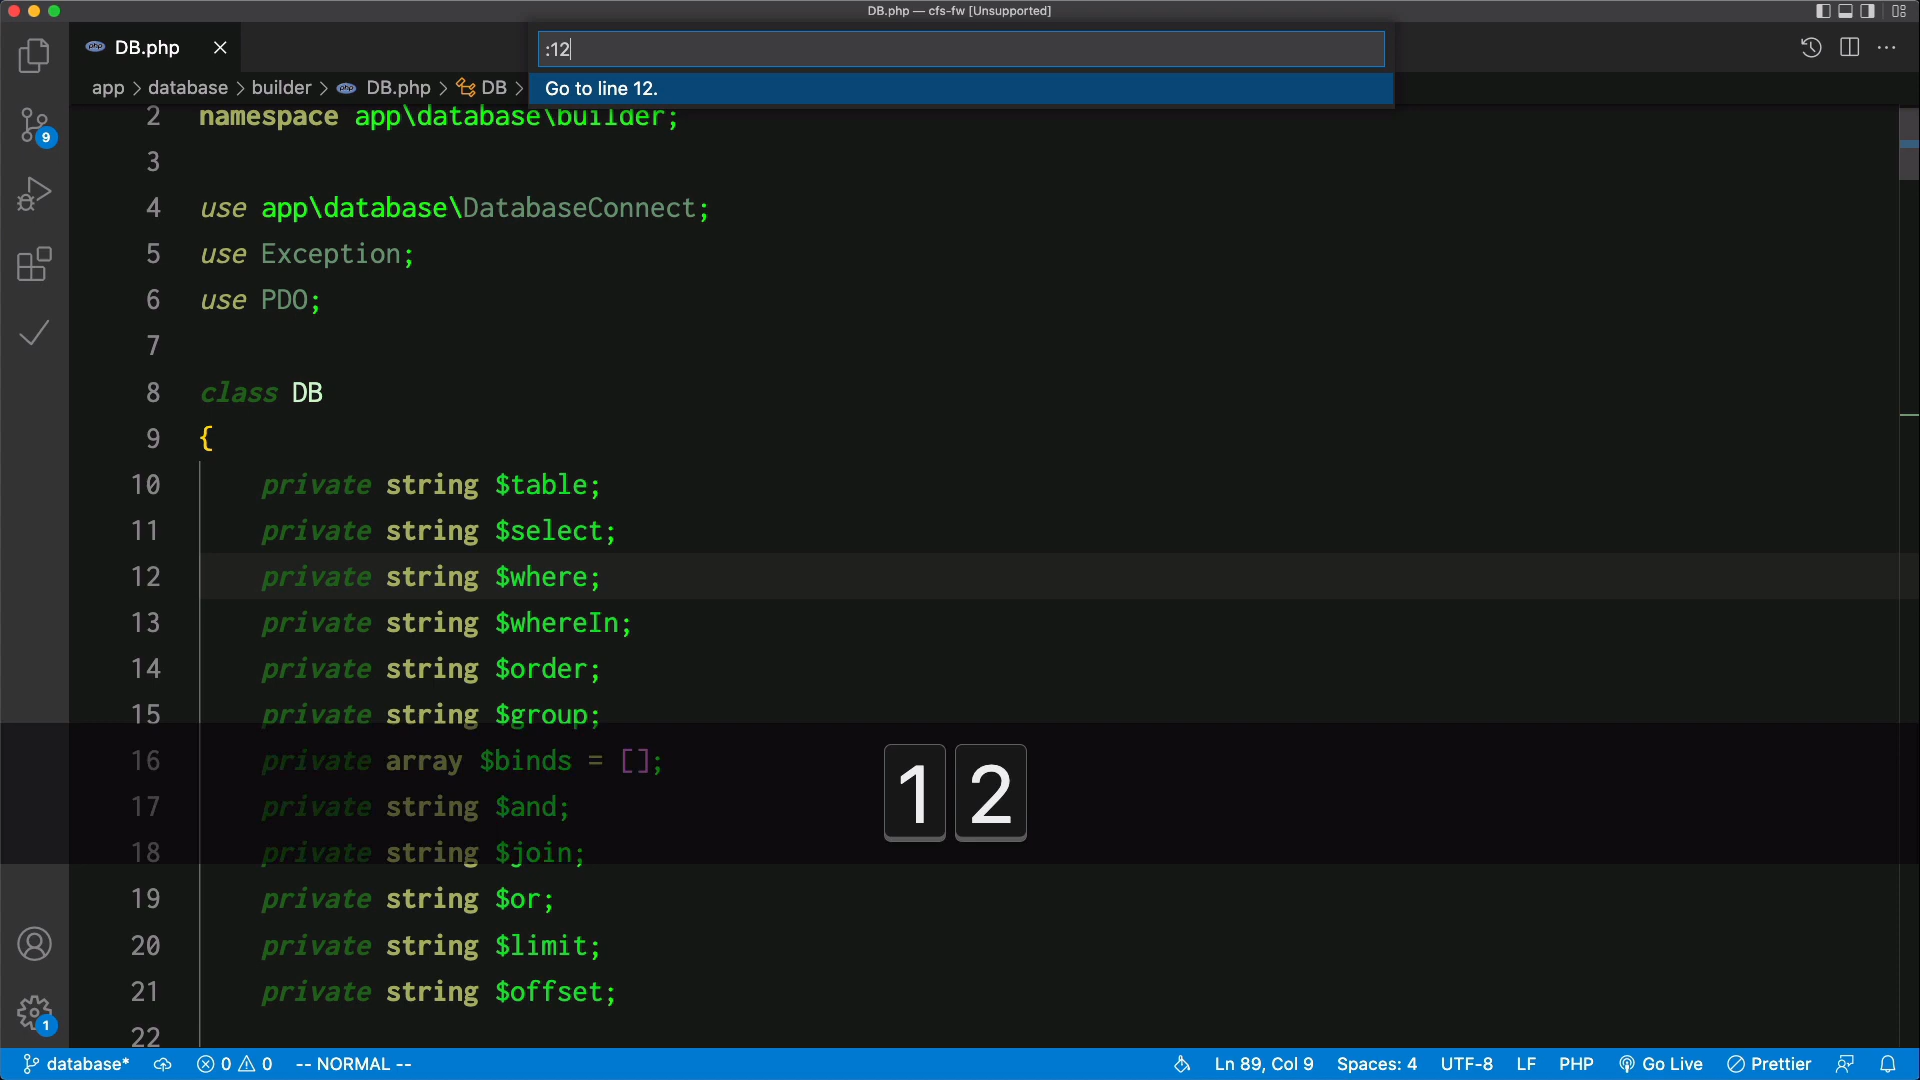 DB.php — cfs-fw [Unsupported]
php DB.php
:12
app > database > builder > php DB.php > DB >
Go to line 12.
2 namespace app\database\builder;
3
4 use app\database\DatabaseConnect;
5 use Exception;
6 use PDO;
7
8 class DB
9 {
10 private string $table;
11 private string $select;
12 private string $where;
13 private string $whereIn;
14 private string $order;
15 private string $group;
16 private array $binds = [];
17 private string $and;
18 private string $join;
19 private string $or;
20 private string $limit;
21 private string $offset;
22
9
1 2
1
database* 0 0 -- NORMAL -- Ln 89, Col 9 Spaces: 4 UTF-8 LF PHP Go Live Prettier